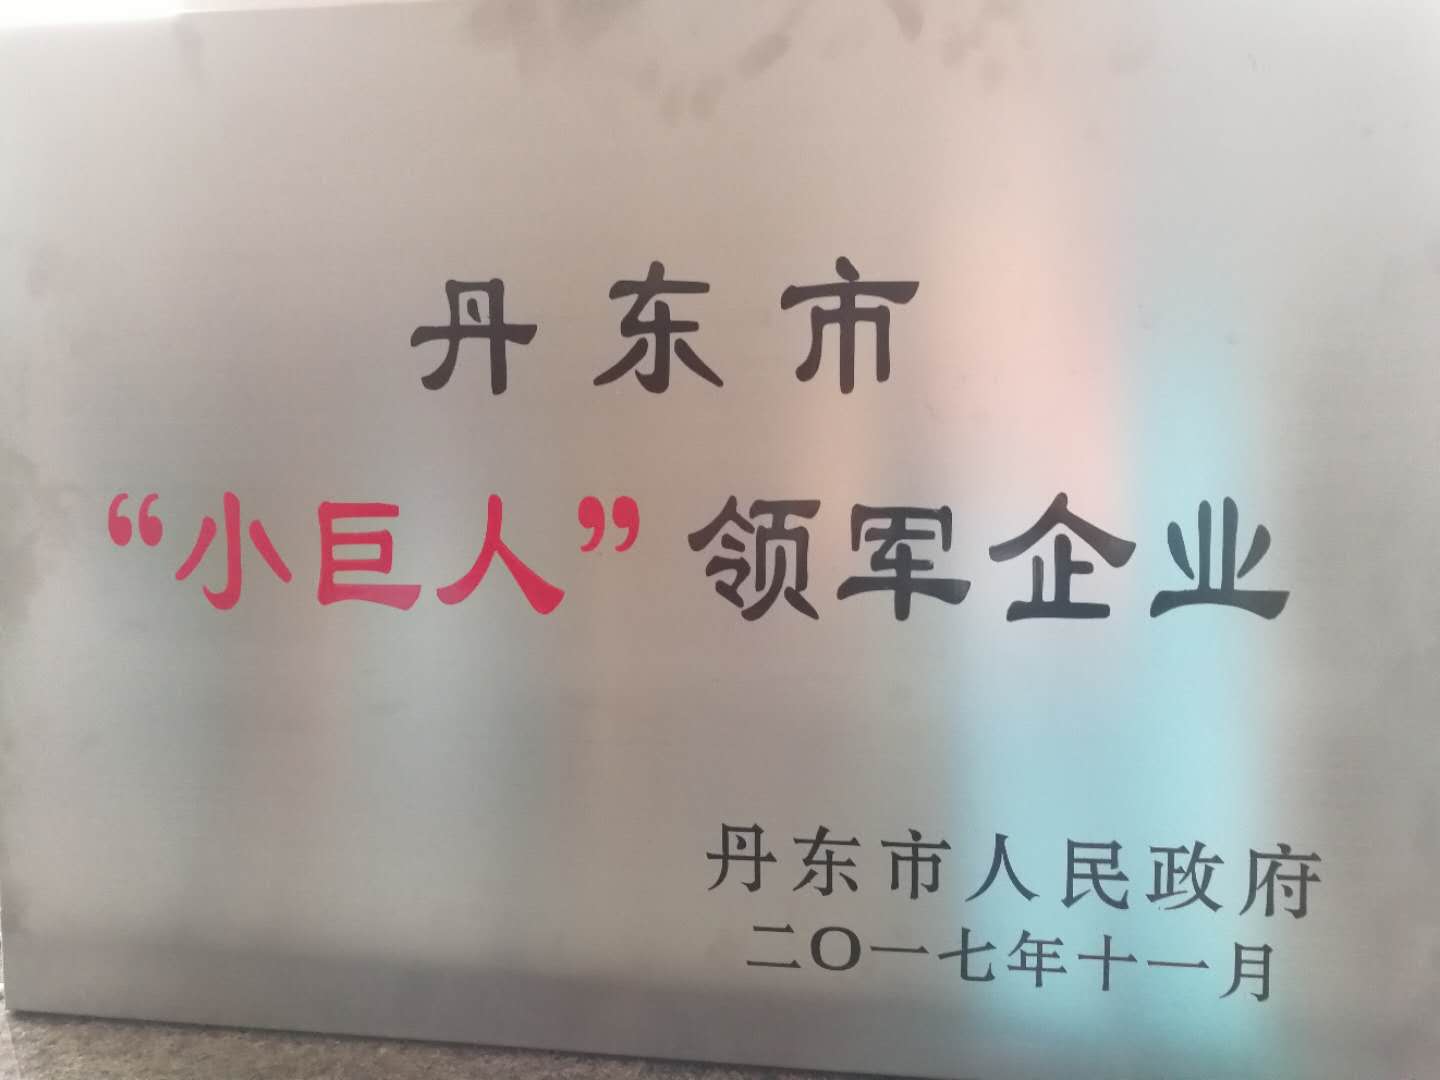 丹东市
“小巨人”领军企业
丹东市人民政府
二〇一七年十一月